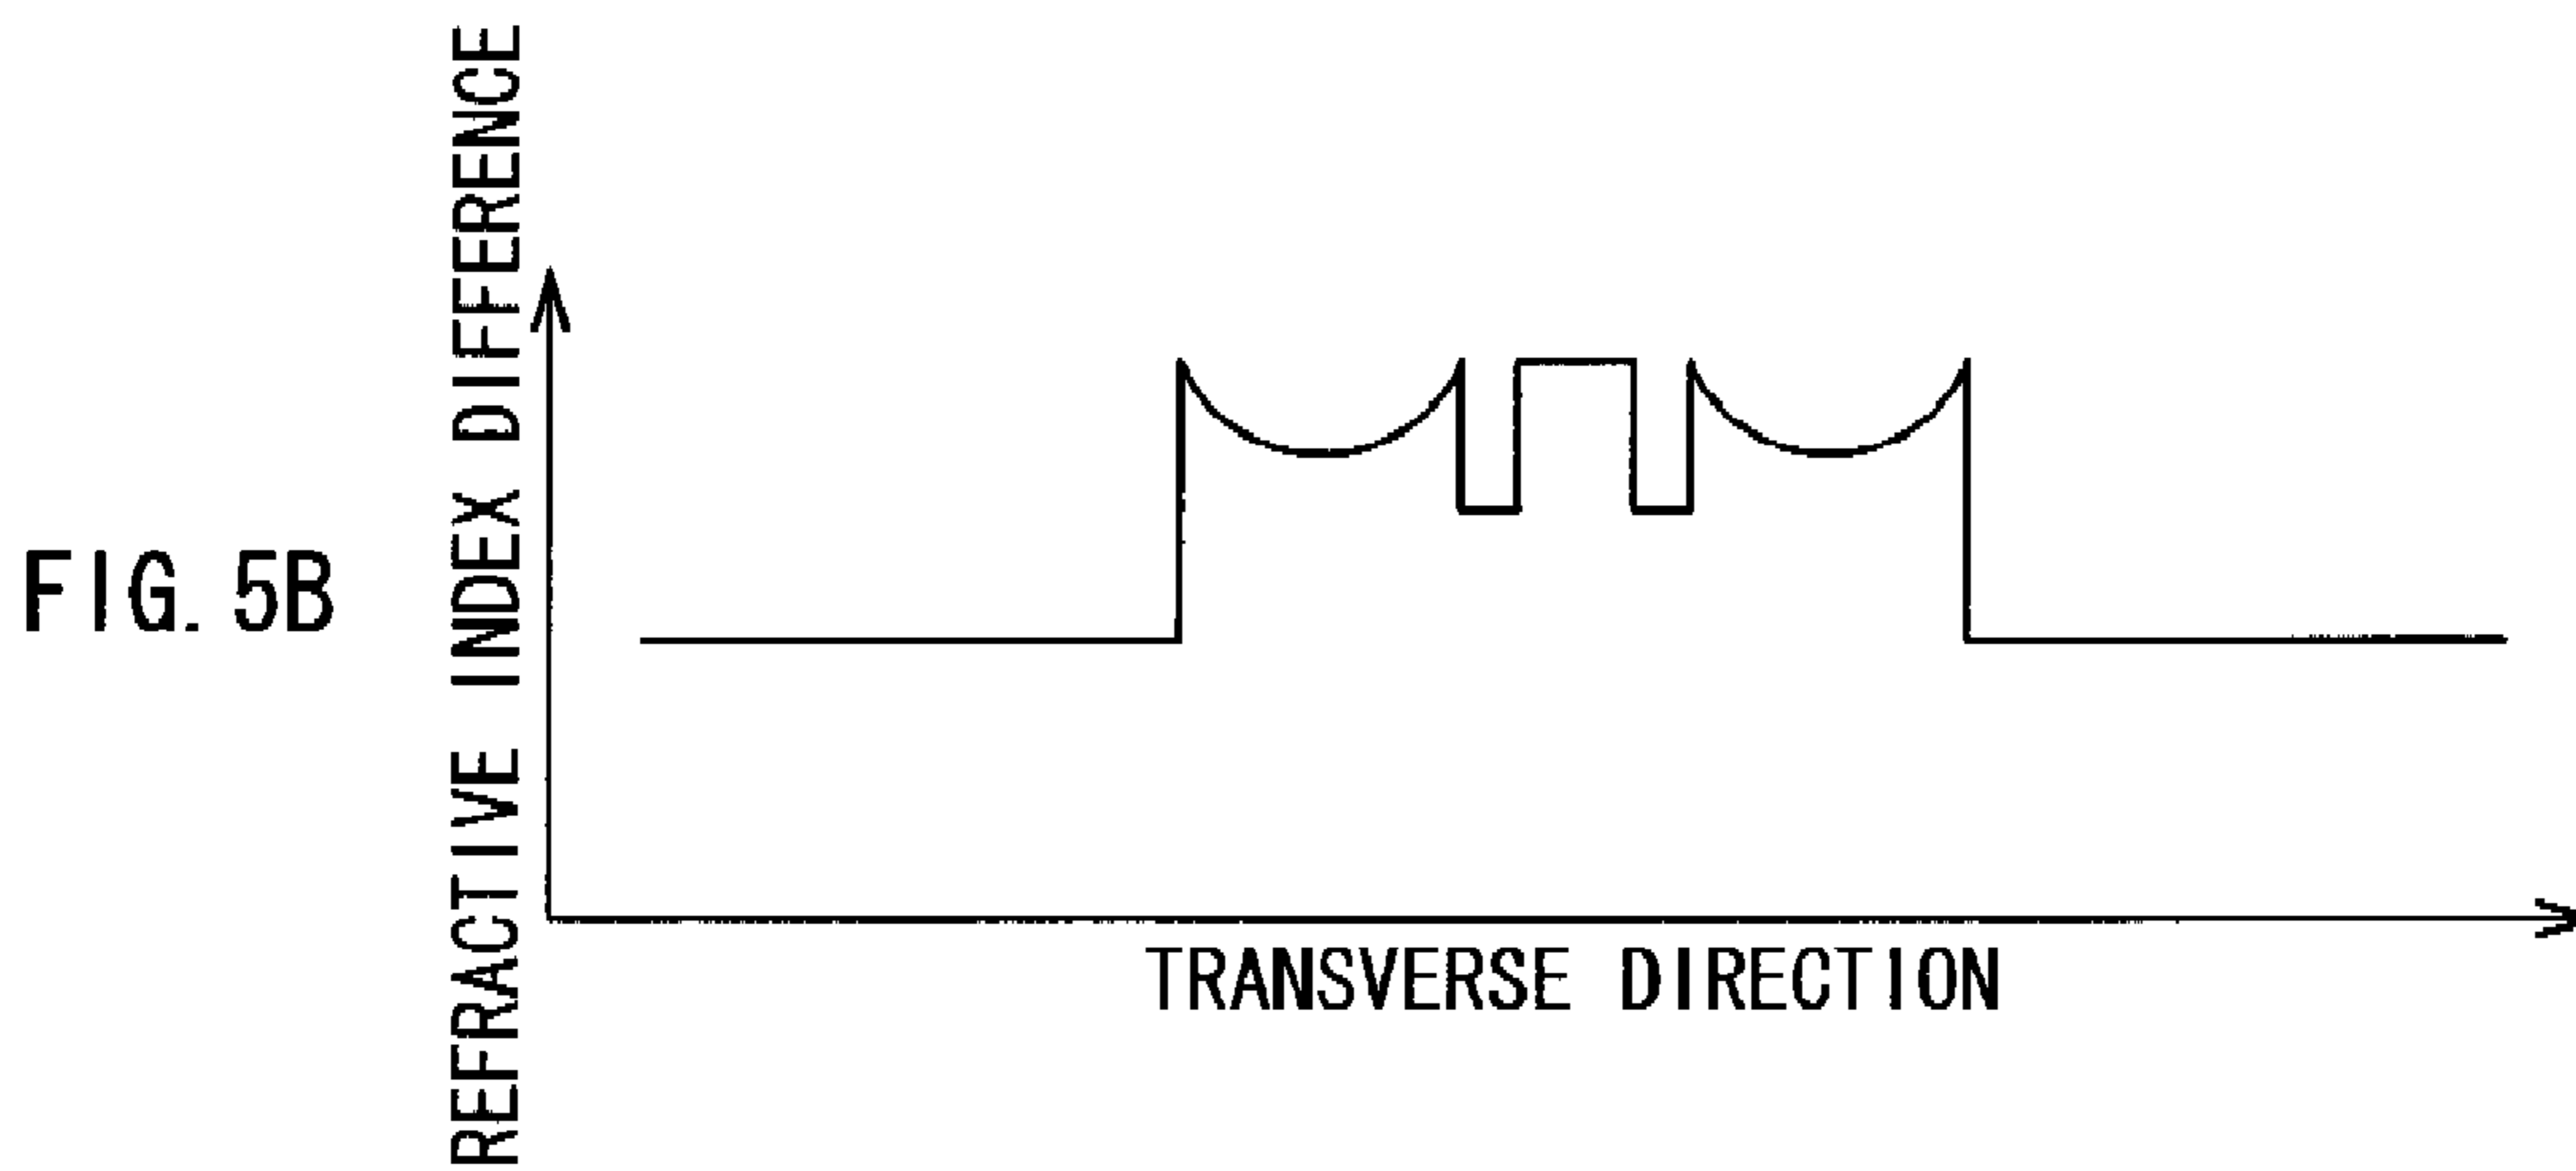 FIG. 5B
REFRACTIVE INDEX DIFFERENCE
TRANSVERSE DIRECTION